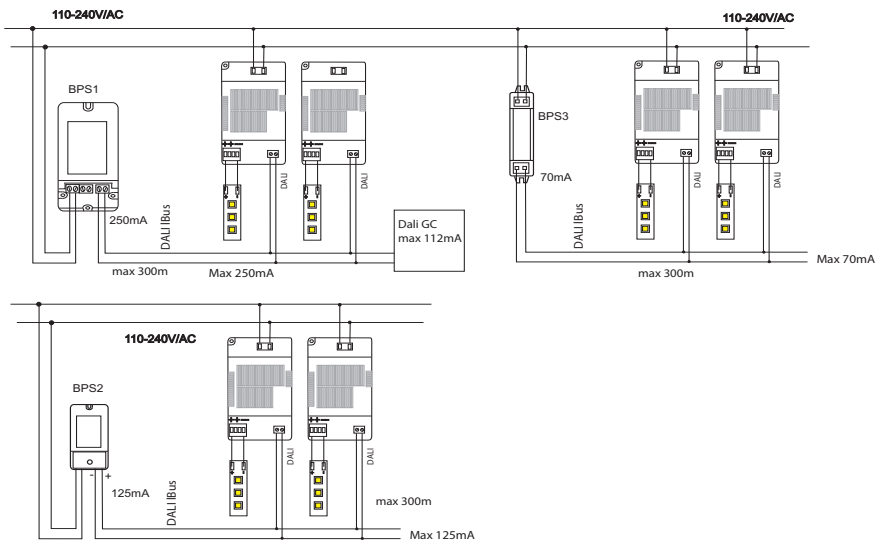 110-240V/AC
110-240V/AC
BPS1
BPS3
DALI
DALI
DALI
DALI
70mA
250mA
DALI IBus
DALI IBus
Dali GC
max 112mA
max 300m
Max 250mA
max 300m
Max 70mA
110-240V/AC
BPS2
DALI
DALI
- +
125mA
DALI IBus
max 300m
Max 125mA
+ -
+ -
+ -
+ -
+ -
+ -